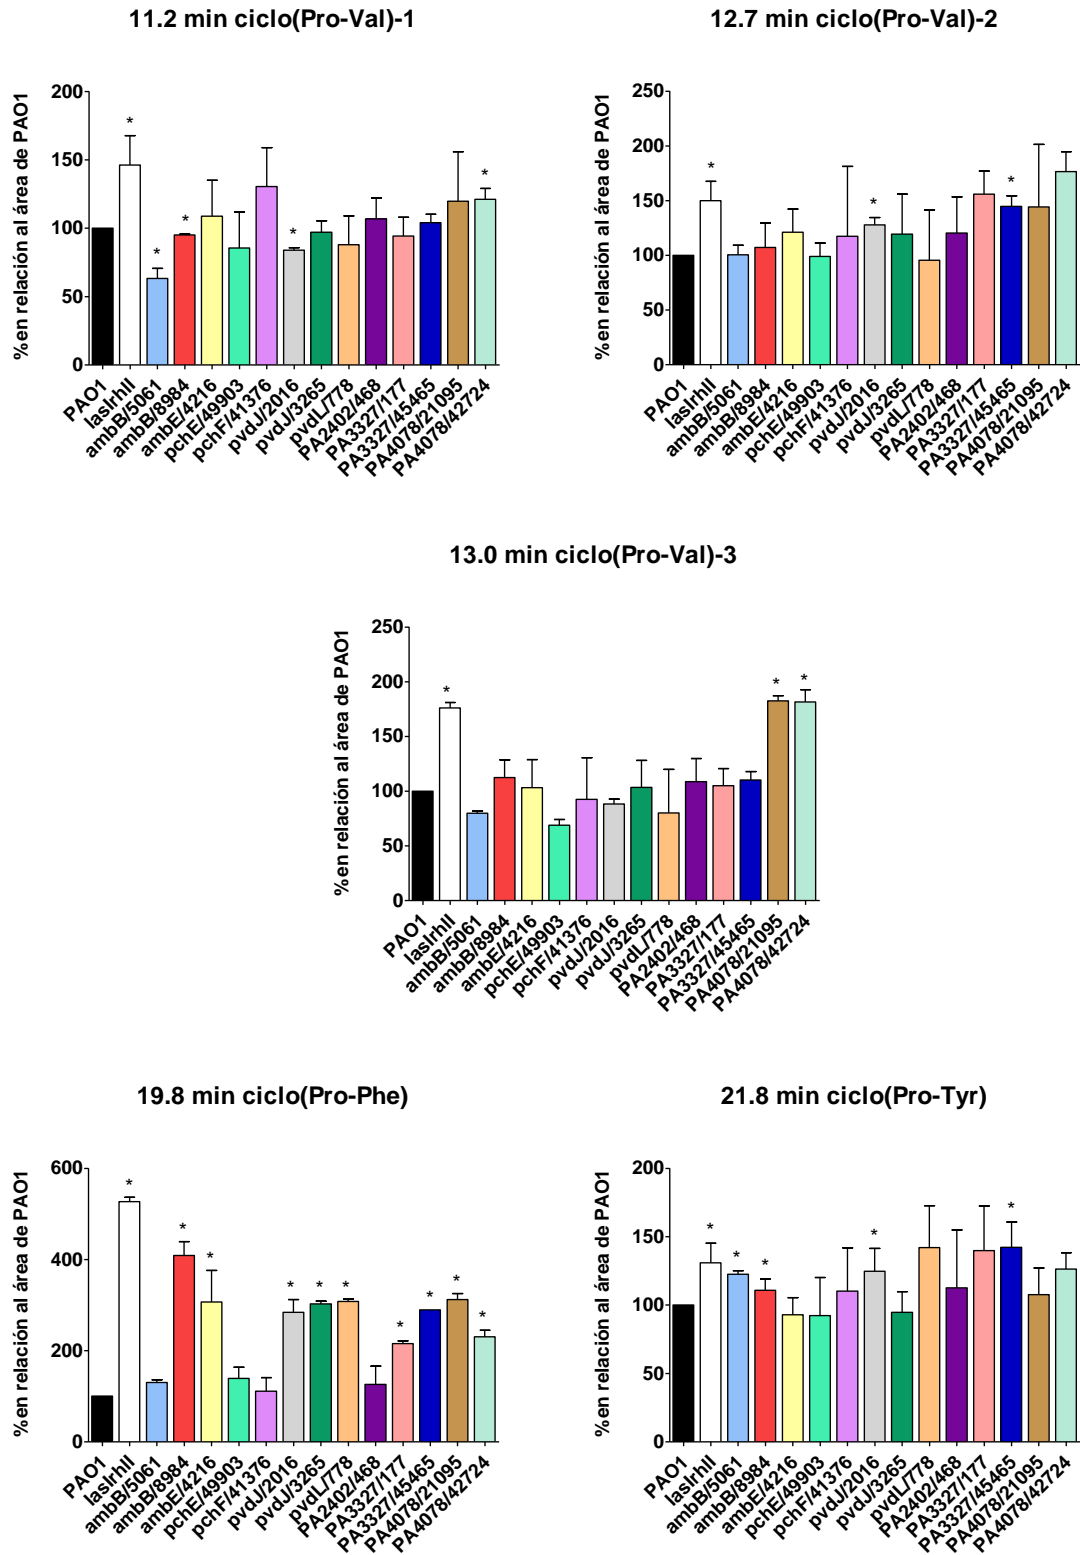 11.2 min ciclo(Pro-Val)-1
%en relación al área de PAO1
200
150
100
50
0
*
*
*
*
*
PAO1
lasIrhlI
ambB/5061
ambB/8984
ambE/4216
pchE/49903
pchF/41376
pvdJ/2016
pvdJ/3265
pvdL/778
PA2402/468
PA3327/177
PA3327/45465
PA4078/21095
PA4078/42724
12.7 min ciclo(Pro-Val)-2
%en relación al área de PAO1
250
200
150
100
50
0
*
*
*
PAO1
lasIrhlI
ambB/5061
ambB/8984
ambE/4216
pchE/49903
pchF/41376
pvdJ/2016
pvdJ/3265
pvdL/778
PA2402/468
PA3327/177
PA3327/45465
PA4078/21095
PA4078/42724
13.0 min ciclo(Pro-Val)-3
%en relación al área de PAO1
250
200
150
100
50
0
*
*
*
PAO1
lasIrhlI
ambB/5061
ambB/8984
ambE/4216
pchE/49903
pchF/41376
pvdJ/2016
pvdJ/3265
pvdL/778
PA2402/468
PA3327/177
PA3327/45465
PA4078/21095
PA4078/42724
19.8 min ciclo(Pro-Phe)
%en relación al área de PAO1
600
400
200
0
*
*
*
*
*
*
*
*
*
*
PAO1
lasIrhlI
ambB/5061
ambB/8984
ambE/4216
pchE/49903
pchF/41376
pvdJ/2016
pvdJ/3265
pvdL/778
PA2402/468
PA3327/177
PA3327/45465
PA4078/21095
PA4078/42724
21.8 min ciclo(Pro-Tyr)
%en relación al área de PAO1
200
150
100
50
0
*
*
*
*
*
PAO1
lasIrhlI
ambB/5061
ambB/8984
ambE/4216
pchE/49903
pchF/41376
pvdJ/2016
pvdJ/3265
pvdL/778
PA2402/468
PA3327/177
PA3327/45465
PA4078/21095
PA4078/42724